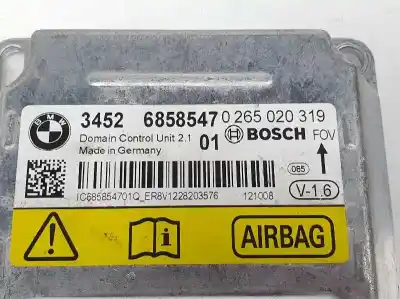 BMW
3452 6858547 0 265 020 319
Domain Control Unit 2.1 01 BOSCH FOV
Made in Germany
085
IC685854701Q_ER8V1228203576 121008 V-1.6
AIRBAG